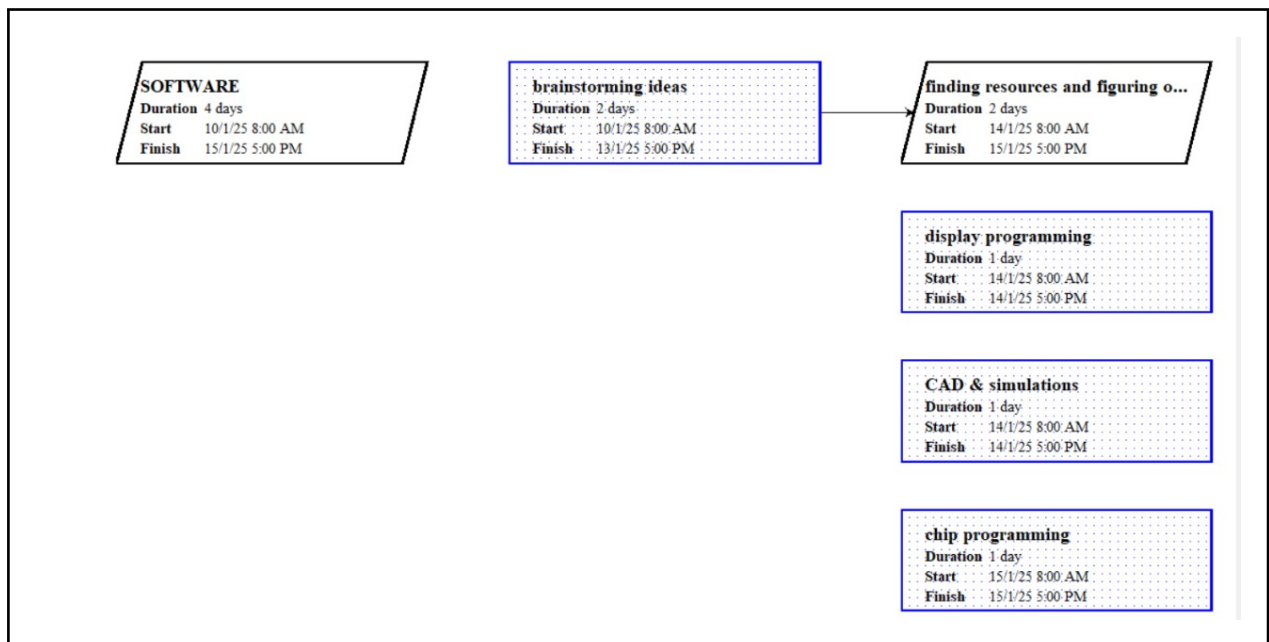 SOFTWARE
Duration 4 days
Start 10/1/25 8:00 AM
Finish 15/1/25 5:00 PM
brainstorming ideas
Duration 2 days
Start 10/1/25 8:00 AM
Finish 13/1/25 5:00 PM
finding resources and figuring o...
Duration 2 days
Start 14/1/25 8:00 AM
Finish 15/1/25 5:00 PM
display programming
Duration 1 day
Start 14/1/25 8:00 AM
Finish 14/1/25 5:00 PM
CAD & simulations
Duration 1 day
Start 14/1/25 8:00 AM
Finish 14/1/25 5:00 PM
chip programming
Duration 1 day
Start 15/1/25 8:00 AM
Finish 15/1/25 5:00 PM